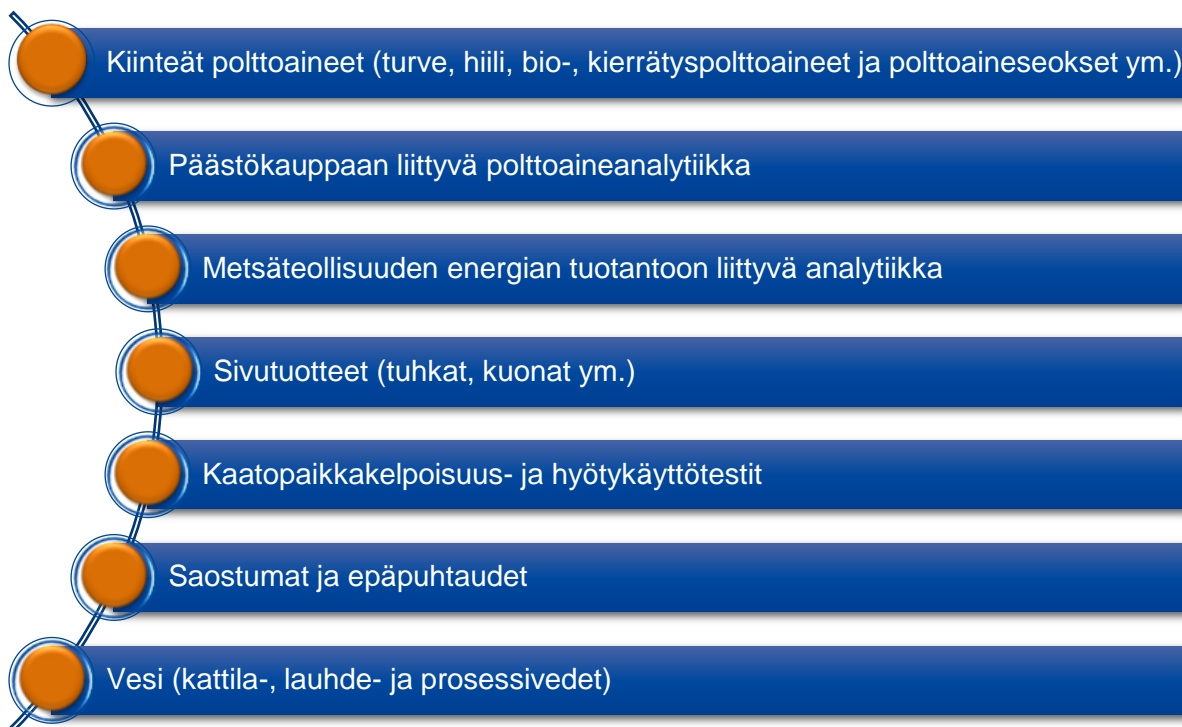 Kiinteät polttoaineet (turve, hiili, bio-, kierrätyspolttoaineet ja polttoaineseokset ym.)
Päästökauppaan liittyvä polttoaineanalytiikka
Metsäteollisuuden energian tuotantoon liittyvä analytiikka
Sivutuotteet (tuhkat, kuonat ym.)
Kaatopaikkakelpoisuus- ja hyötykäyttötestit
Saostumat ja epäpuhtaudet
Vesi (kattila-, lauhde- ja prosessivedet)